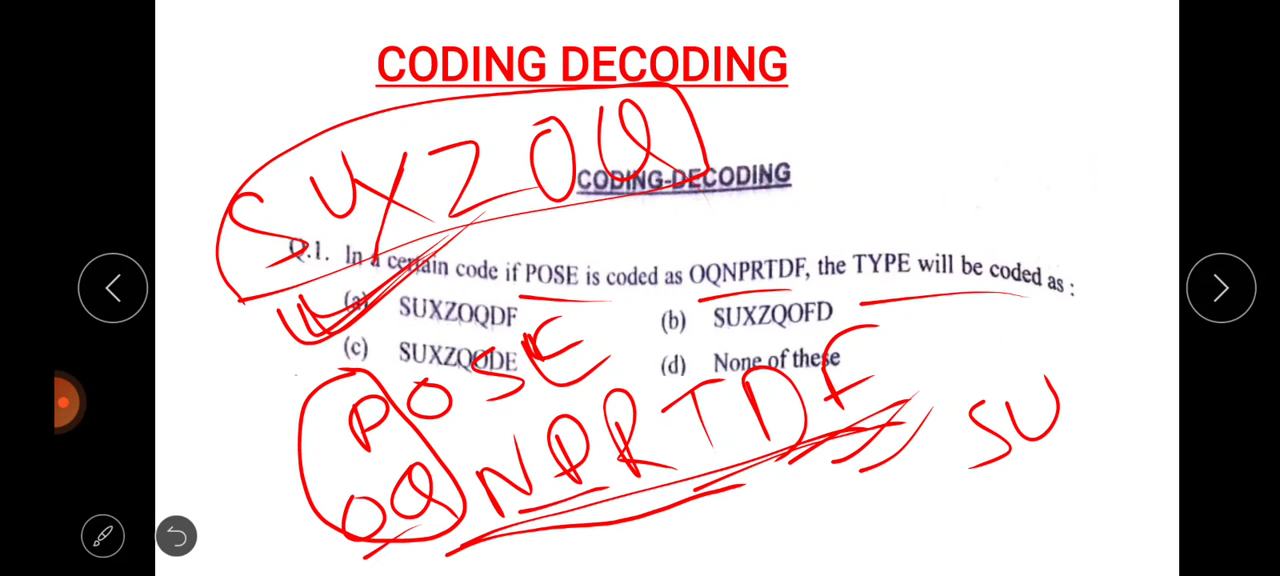 CODING DECODING
SUXZOQ
CODING-DECODING
Q.1. In a certain code if POSE is coded as OQNPRTDF, the TYPE will be coded as :
(a) SUXZOQDF (b) SUXZQOFD
(c) SUXZQODE (d) None of these
POSE
OQNPRTDF
SU